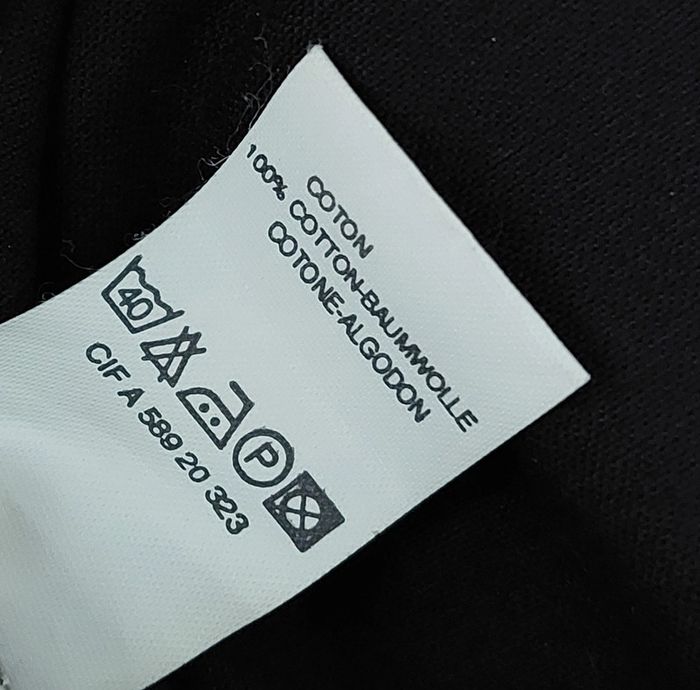 COTON
100% COTTON-BAUMWOLLE
COTONE-ALGODON
40
P
CIF A 589 20 323